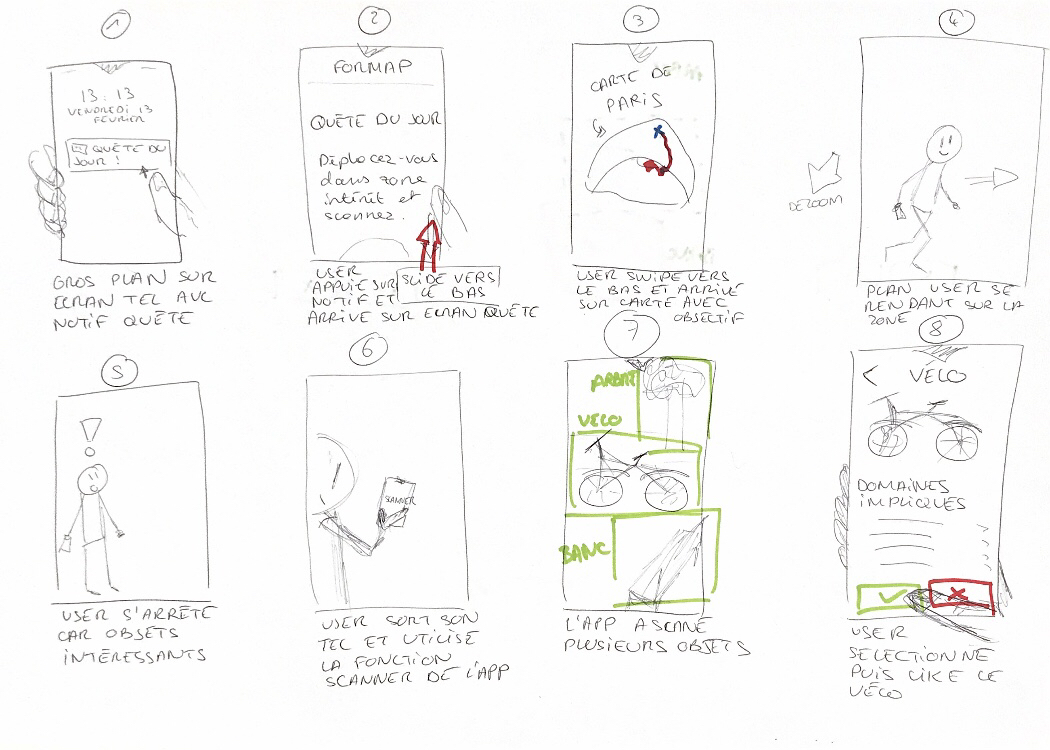 1
13:13
VENDREDI 13
FÉVRIER
QUÊTE DU
JOUR !
GROS PLAN SUR
ECRAN TEL AVC
NOTIF QUÊTE
2
FORMAP
QUÊTE DU JOUR
Déplacez-vous
dans zone
intérêt et
scannez.
USER
APPUIE SUR
NOTIF ET
ARRIVE SUR ECRAN QUÊTE
SLIDE VERS
LE BAS
3
CARTE DE
PARIS
USER SWIPE VERS
LE BAS ET ARRIVE
SUR CARTE AVEC
OBJECTIF
4
DEZOOM
PLAN USER SE
RENDANT SUR LA
ZONE
5
USER S'ARRÊTE
CAR OBJETS
INTÉRESSANTS
6
SCANNER
USER SORT SON
TEL ET UTILISE
LA FONCTION
SCANNER DE L'APP
7
ARBRE
VELO
BANC
L'APP A SCANÉ
PLUSIEURS OBJETS
8
< VELO
DOMAINES
IMPLIQUÉS
USER
SELECTIONNE
PUIS LIKE LE
VÉLO